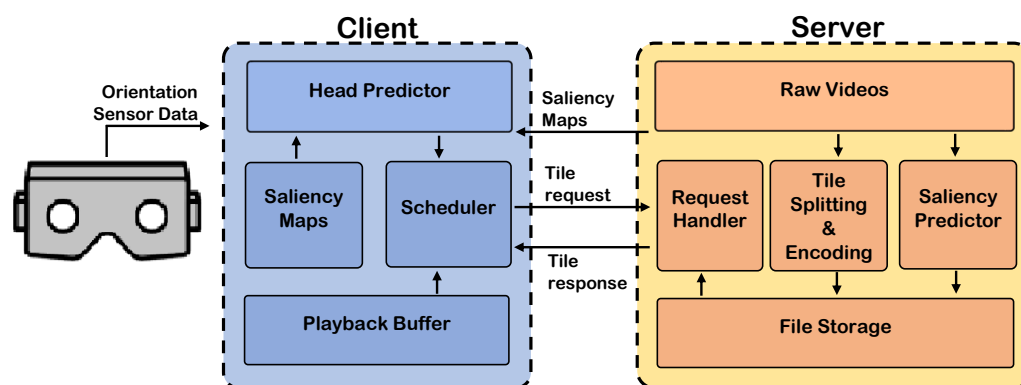 Client
Server
Orientation
Sensor Data
Head Predictor
Saliency
Maps
Raw Videos
Saliency
Maps
Scheduler
Tile
request
Request
Handler
Tile
Splitting
&
Encoding
Saliency
Predictor
Tile
response
Playback Buffer
File Storage